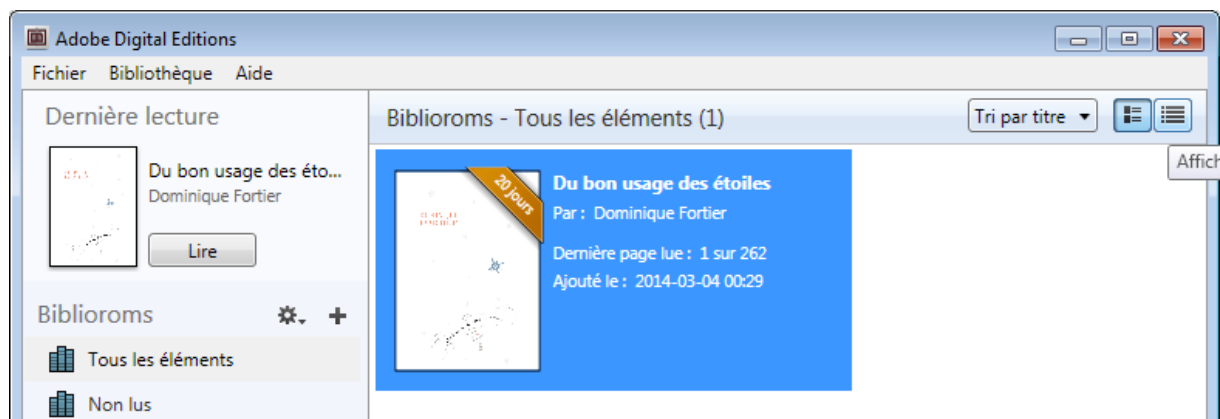 Adobe Digital Editions
Fichier Bibliothèque Aide
Dernière lecture
Du bon usage des éto...
Dominique Fortier
Lire
Biblioroms
Tous les éléments
Non lus
Biblioroms - Tous les éléments (1)
Tri par titre
Affich
20 jours
Du bon usage des étoiles
Par : Dominique Fortier
Dernière page lue : 1 sur 262
Ajouté le : 2014-03-04 00:29